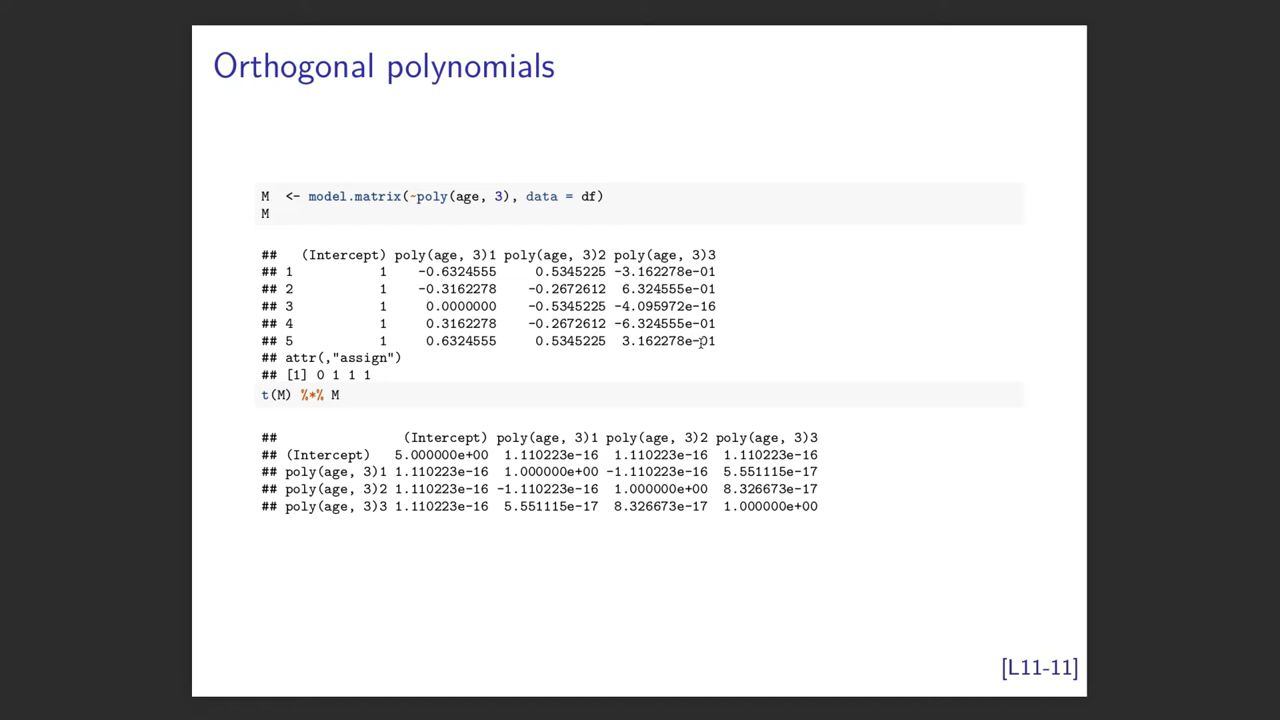 Orthogonal polynomials
M <- model.matrix(~poly(age, 3), data = df)
M
## (Intercept) poly(age, 3)1 poly(age, 3)2 poly(age, 3)3
## 1 1 -0.6324555 0.5345225 -3.162278e-01
## 2 1 -0.3162278 -0.2672612 6.324555e-01
## 3 1 0.0000000 -0.5345225 -4.095972e-16
## 4 1 0.3162278 -0.2672612 -6.324555e-01
## 5 1 0.6324555 0.5345225 3.162278e-01
## attr(,"assign")
## [1] 0 1 1 1
t(M) %*% M
## (Intercept) poly(age, 3)1 poly(age, 3)2 poly(age, 3)3
## (Intercept) 5.000000e+00 1.110223e-16 1.110223e-16 1.110223e-16
## poly(age, 3)1 1.110223e-16 1.000000e+00 -1.110223e-16 5.551115e-17
## poly(age, 3)2 1.110223e-16 -1.110223e-16 1.000000e+00 8.326673e-17
## poly(age, 3)3 1.110223e-16 5.551115e-17 8.326673e-17 1.000000e+00
[L11-11]